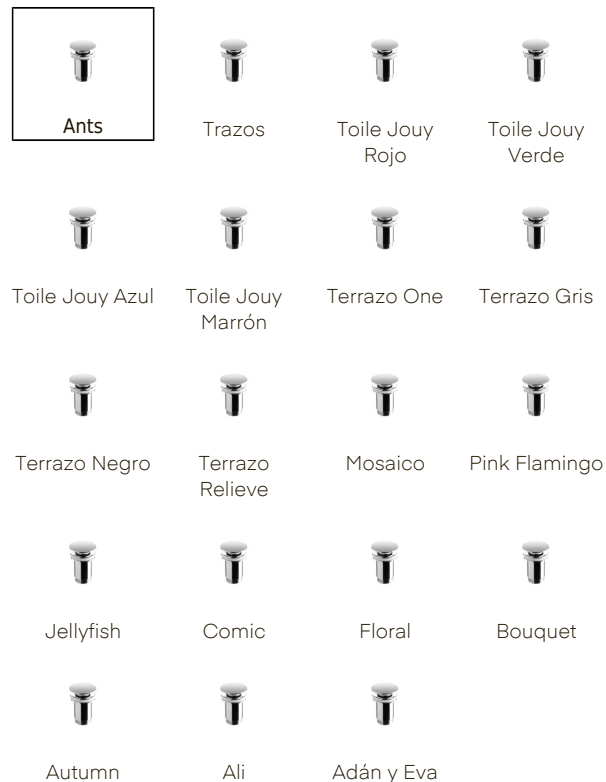 Ants
Trazos
Toile Jouy
Rojo
Toile Jouy
Verde
Toile Jouy Azul
Toile Jouy
Marrón
Terrazo One
Terrazo Gris
Terrazo Negro
Terrazo
Relieve
Mosaico
Pink Flamingo
Jellyfish
Comic
Floral
Bouquet
Autumn
Ali
Adán y Eva